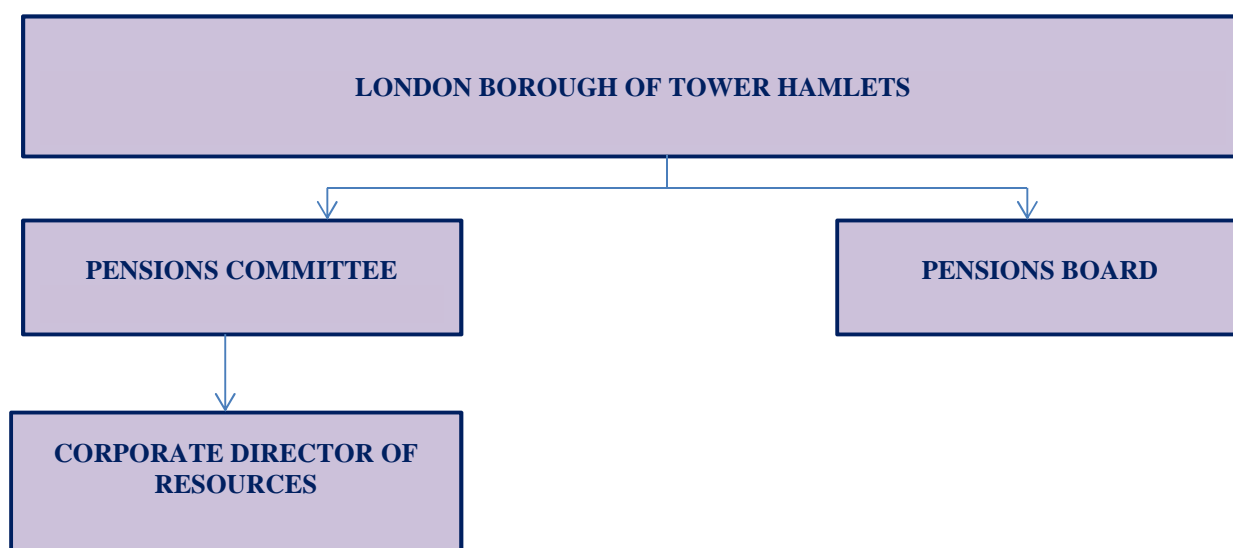 LONDON BOROUGH OF TOWER HAMLETS
PENSIONS COMMITTEE
PENSIONS BOARD
CORPORATE DIRECTOR OF
RESOURCES